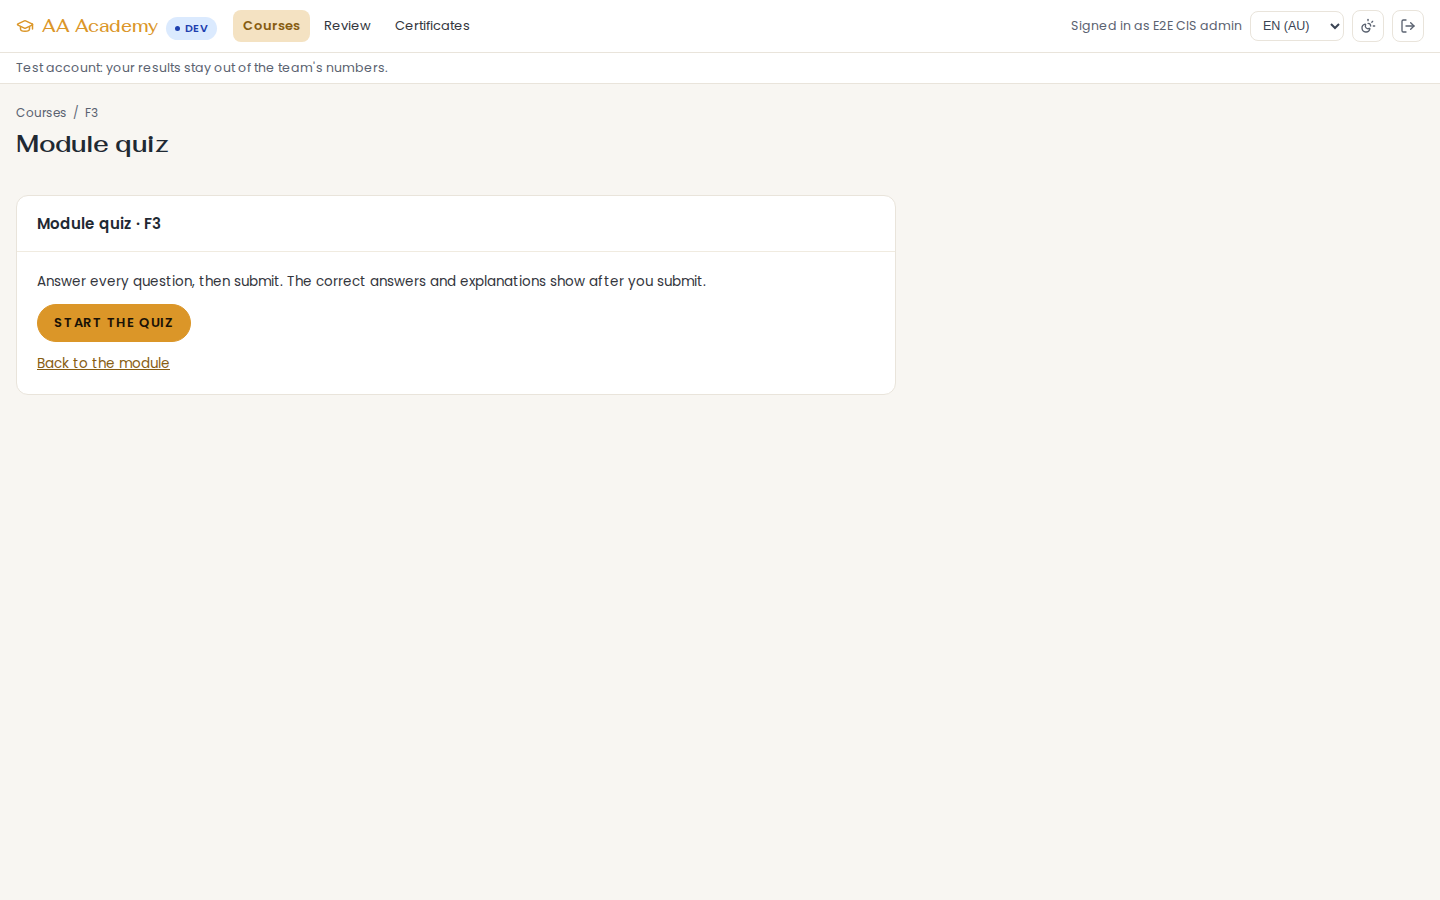 AA Academy
DEV
Courses
Review
Certificates
Signed in as E2E CIS admin
EN (AU)
Test account: your results stay out of the team's numbers.
Courses / F3
Module quiz
Module quiz · F3
Answer every question, then submit. The correct answers and explanations show after you submit.
START THE QUIZ
Back to the module